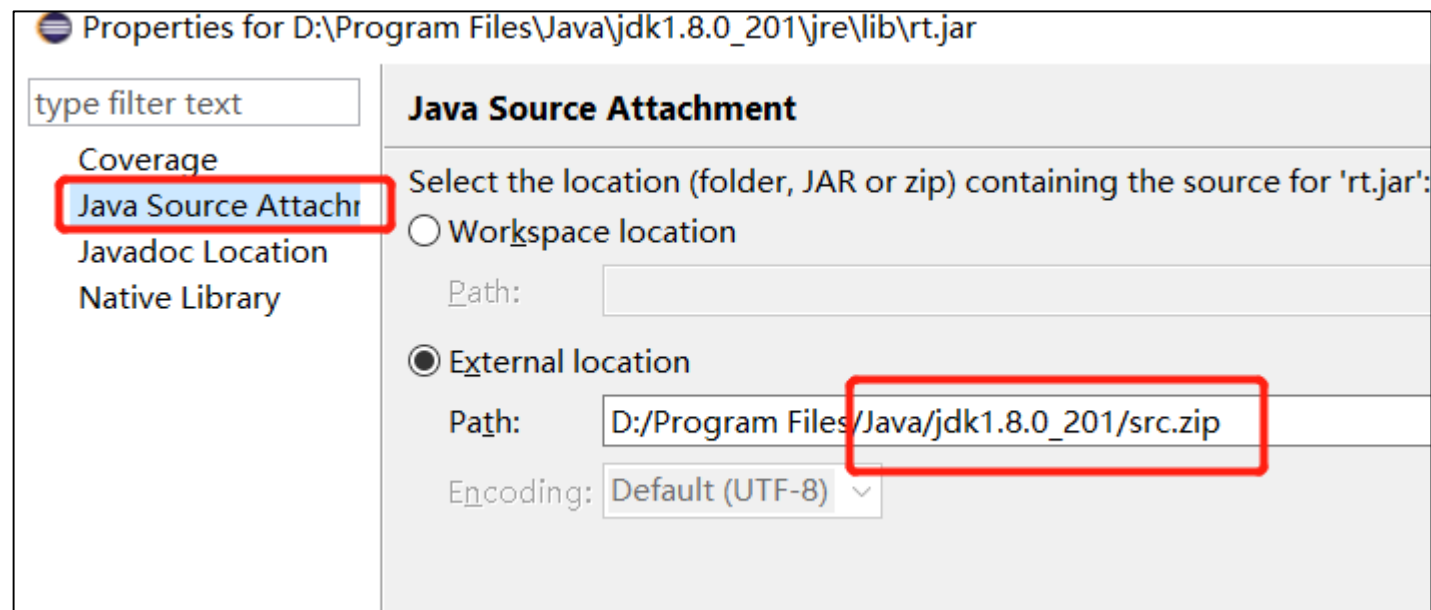 Properties for D:\Program Files\Java\jdk1.8.0_201\jre\lib\rt.jar
type filter text
Coverage
Java Source Attachr
Javadoc Location
Native Library
Java Source Attachment
Select the location (folder, JAR or zip) containing the source for 'rt.jar':
Workspace location
Path:
External location
Path: D:/Program Files/Java/jdk1.8.0_201/src.zip
Encoding: Default (UTF-8)